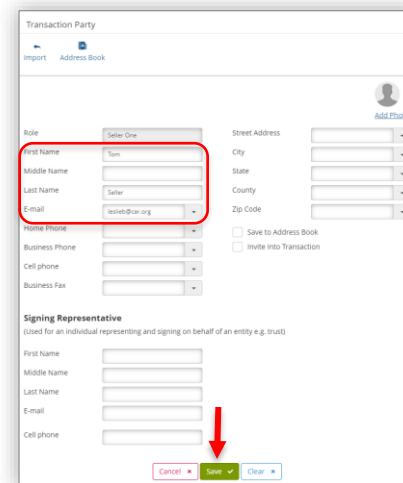 Transaction Party
Import Address Book
Add Pho
Role Seller One Street Address
First Name Tom City
Middle Name State
Last Name Seller County
E-mail leslieb@car.org Zip Code
Home Phone Save to Address Book
Business Phone Invite Into Transaction
Cell phone
Business Fax
Signing Representative
(Used for an individual representing and signing on behalf of an entity e.g. trust)
First Name
Middle Name
Last Name
E-mail
Cell phone
Cancel × Save ✓ Clear ×